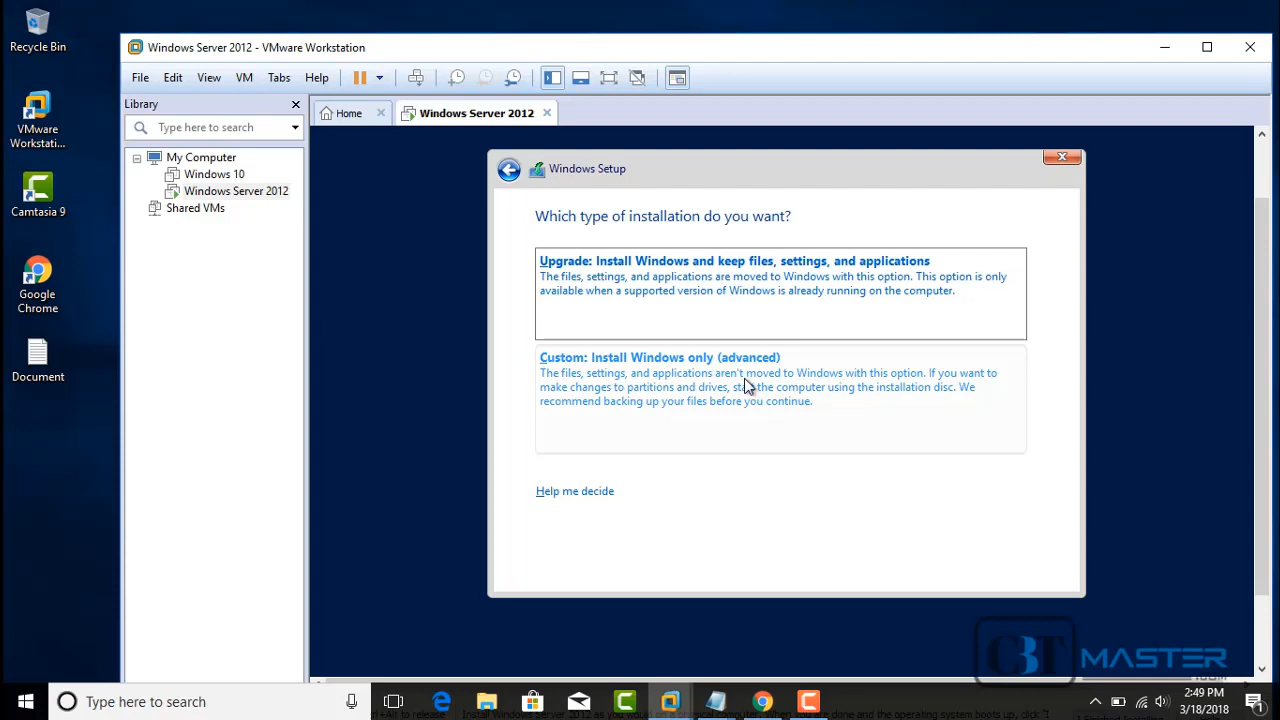 Recycle Bin
Windows Server 2012 - VMware Workstation
File Edit View VM Tabs Help
Library
Home
Windows Server 2012
VMware
Workstati...
Type here to search
My Computer
Windows 10
Windows Server 2012
Shared VMs
Camtasia 9
Google
Chrome
Document
Windows Setup
Which type of installation do you want?
Upgrade: Install Windows and keep files, settings, and applications
The files, settings, and applications are moved to Windows with this option. This option is only
available when a supported version of Windows is already running on the computer.
Custom: Install Windows only (advanced)
The files, settings, and applications aren't moved to Windows with this option. If you want to
make changes to partitions and drives, the computer using the installation disc. We
recommend backing up your files before you continue.
Help me decide
CBT MASTER
Type here to search
2:49 PM
3/18/2018